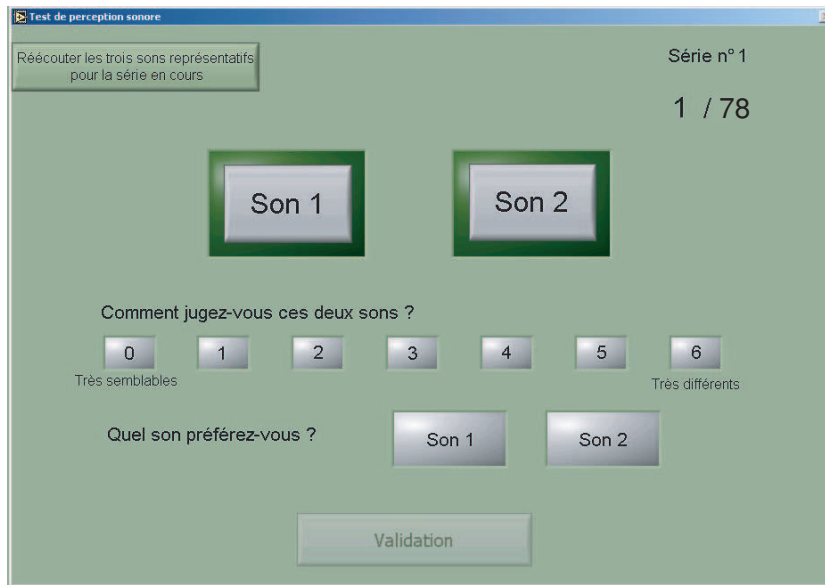 Test de perception sonore
Réécouter les trois sons représentatifs
pour la série en cours
Série n° 1
1 / 78
Son 1
Son 2
Comment jugez-vous ces deux sons ?
0 1 2 3 4 5 6
Très semblables
Très différents
Quel son préférez-vous ?
Son 1
Son 2
Validation